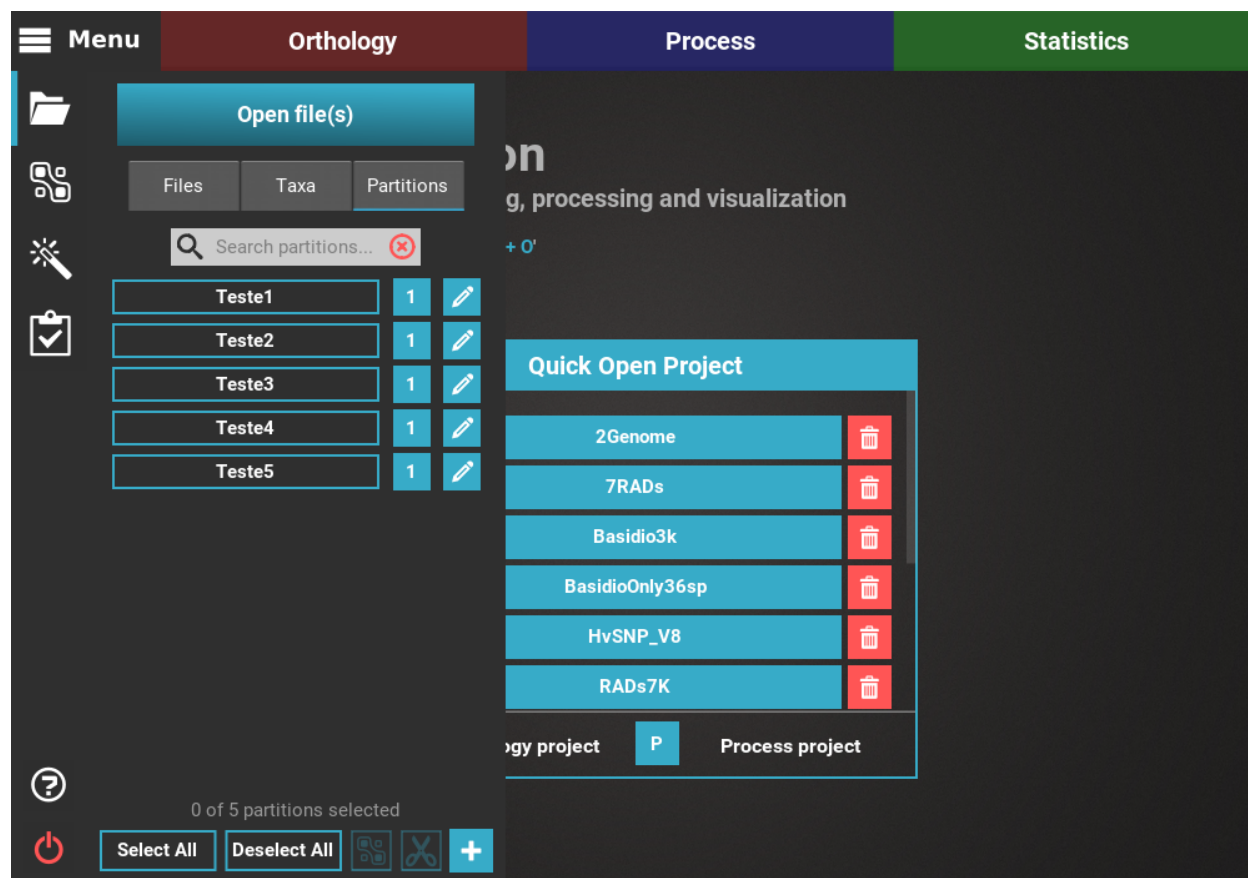 Menu
Orthology
Process
Statistics
Open file(s)
Files
Taxa
Partitions
Search partitions...
Teste1
1
Teste2
1
Teste3
1
Teste4
1
Teste5
1
0 of 5 partitions selected
Select All
Deselect All
on
g, processing and visualization
+ O'
Quick Open Project
2Genome
7RADs
Basidio3k
BasidioOnly36sp
HvSNP_V8
RADs7K
gy project
P
Process project